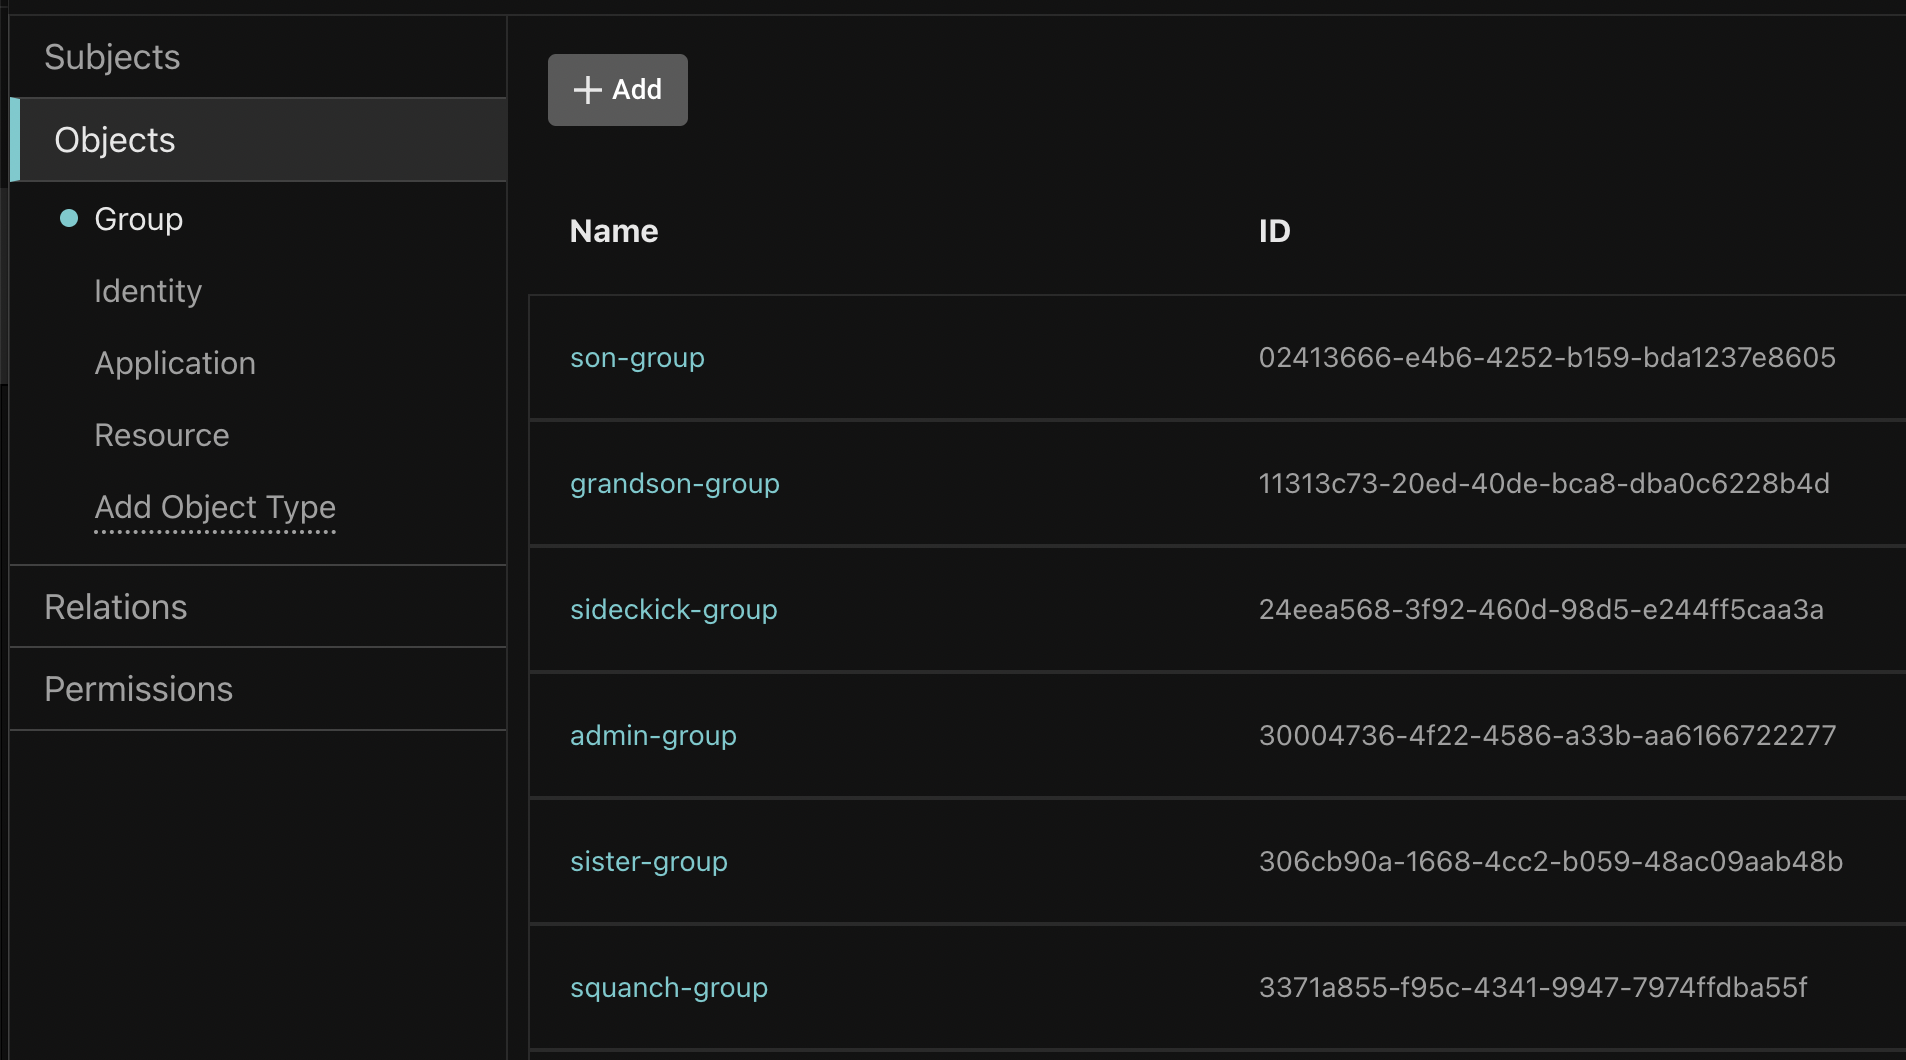 Subjects
Objects
Group
Identity
Application
Resource
Add Object Type
Relations
Permissions
Add
Name ID
son-group 02413666-e4b6-4252-b159-bda1237e8605
grandson-group 11313c73-20ed-40de-bca8-dba0c6228b4d
sideckick-group 24eea568-3f92-460d-98d5-e244ff5caa3a
admin-group 30004736-4f22-4586-a33b-aa6166722277
sister-group 306cb90a-1668-4cc2-b059-48ac09aab48b
squanch-group 3371a855-f95c-4341-9947-7974ffdba55f